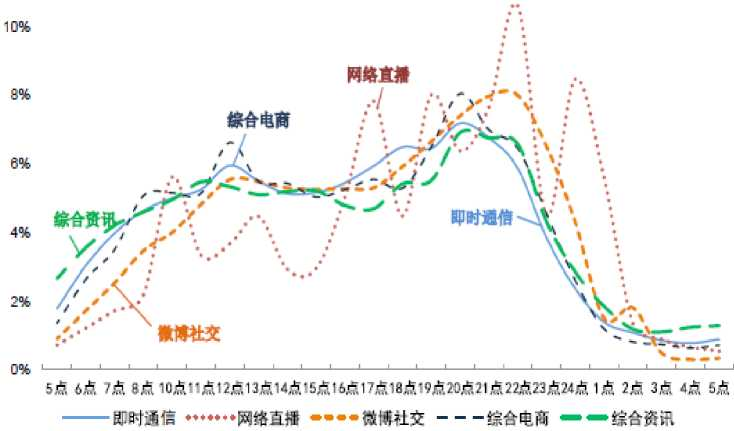 10%
网络直播
8%
综合电商
6%
综合资讯
即时通信
4%
微博社交
2%
0%
5点 6点 7点 8点 10点 11点 12点 13点 14点 15点 16点 17点 18点 19点 20点 21点 22点 23点 24点 1点 2点 3点 4点 5点
即时通信 网络直播 微博社交 综合电商 综合资讯